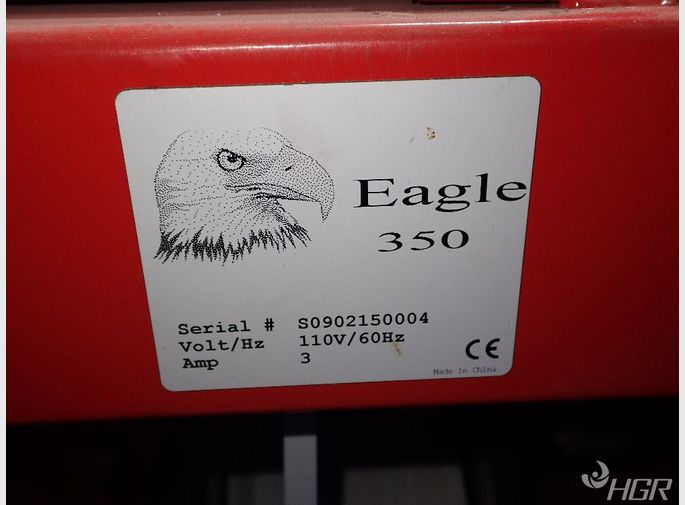 Eagle
350
Serial # S0902150004
Volt/Hz 110V/60Hz
Amp 3
CE
Made In China
HGR